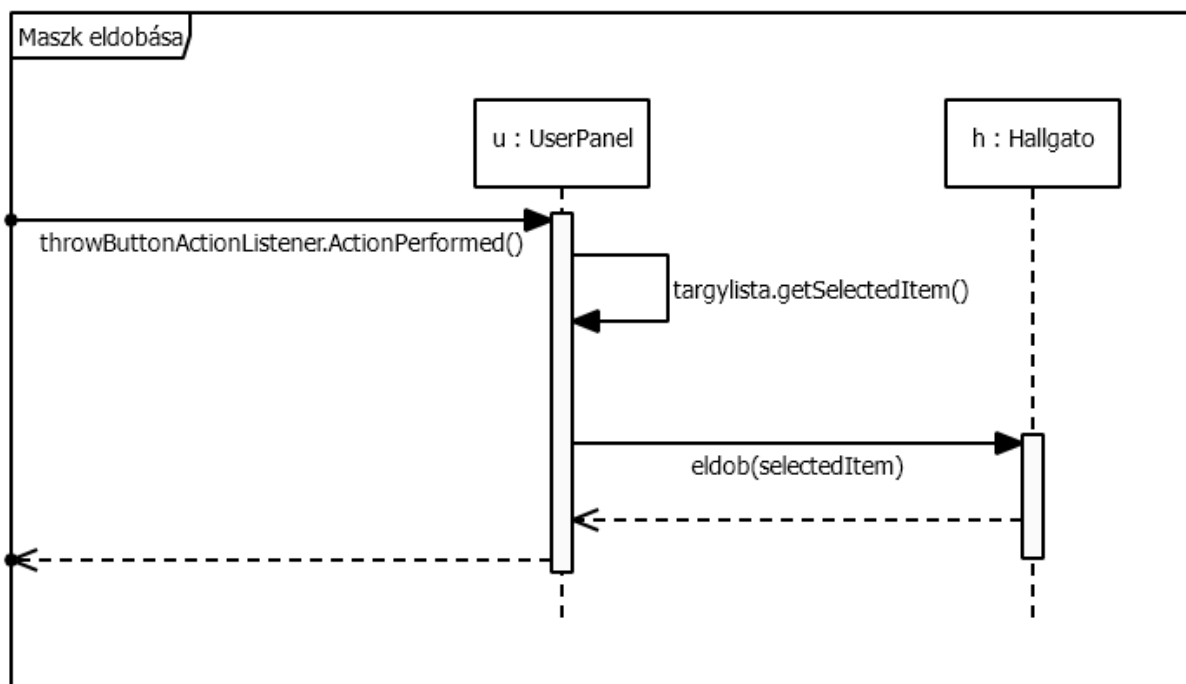 Maszk eldobása
u : UserPanel
h : Hallgato
throwButtonActionListener.ActionPerformed()
targylista.getSelectedItem()
eldob(selectedItem)